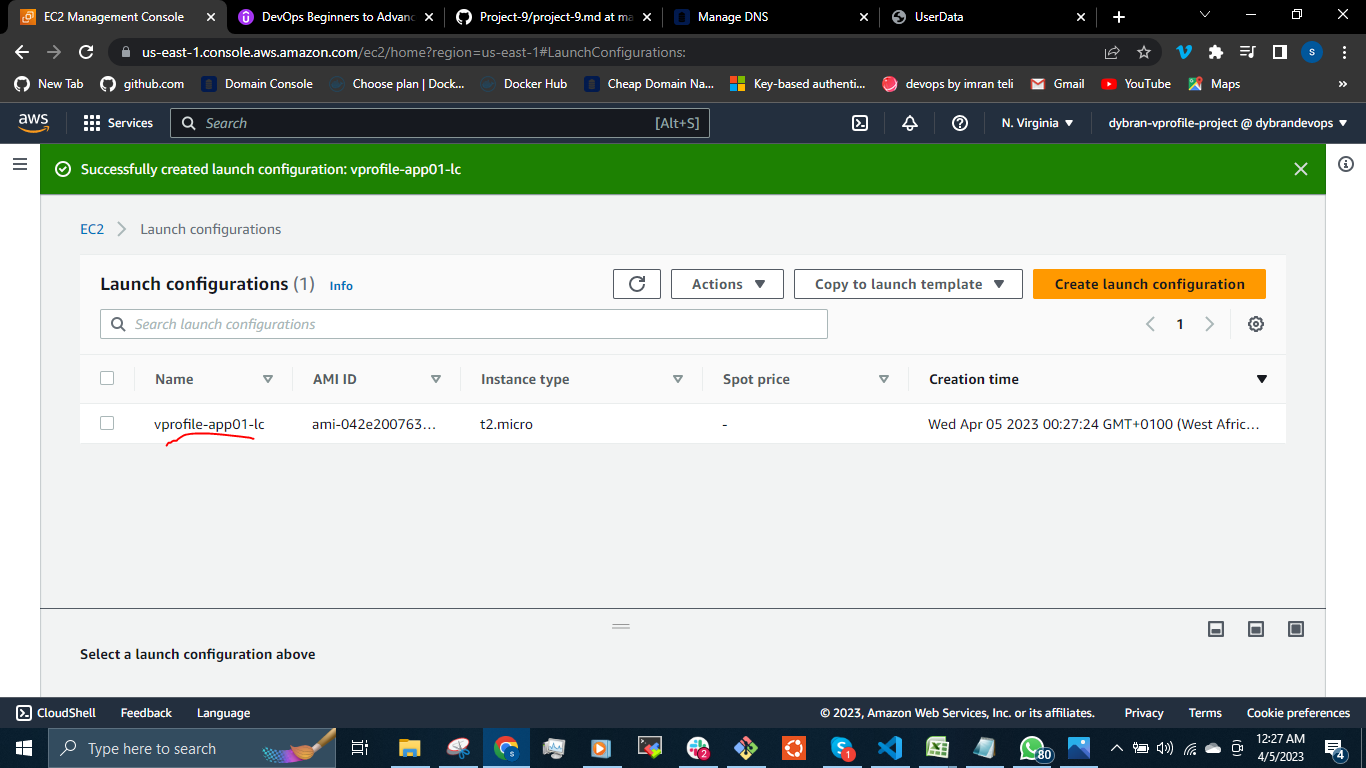 EC2 Management Console
DevOps Beginners to Advanc
Project-9/project-9.md at ma
Manage DNS
UserData
us-east-1.console.aws.amazon.com/ec2/home?region=us-east-1#LaunchConfigurations:
S
New Tab
github.com
Domain Console
Choose plan | Dock...
Docker Hub
Cheap Domain Na...
Key-based authenti...
devops by imran teli
Gmail
YouTube
Maps
»
aws
Services
Search
[Alt+S]
N. Virginia
dybran-vprofile-project @ dybrandevops
Successfully created launch configuration: vprofile-app01-lc
EC2
Launch configurations
Launch configurations (1)
Info
Actions
Copy to launch template
Create launch configuration
Search launch configurations
1
Name
AMI ID
Instance type
Spot price
Creation time
vprofile-app01-lc
ami-042e200763...
t2.micro
-
Wed Apr 05 2023 00:27:24 GMT+0100 (West Afric...
Select a launch configuration above
CloudShell
Feedback
Language
© 2023, Amazon Web Services, Inc. or its affiliates.
Privacy
Terms
Cookie preferences
Type here to search
2
1
80
12:27 AM
4/5/2023
4